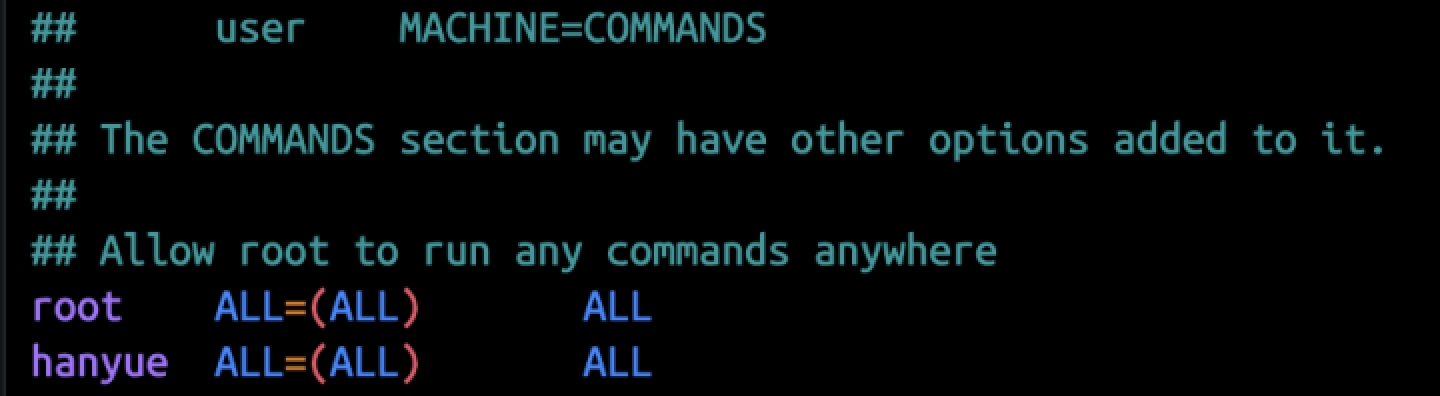 ##      user    MACHINE=COMMANDS
##
## The COMMANDS section may have other options added to it.
##
## Allow root to run any commands anywhere
root    ALL=(ALL)       ALL
hanyue  ALL=(ALL)       ALL